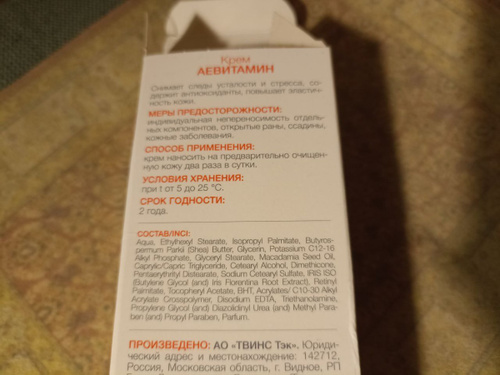 Крем
АЕВИТАМИН
Снимает следы усталости и стресса, со-
держит антиоксиданты, повышает эластич-
ность кожи.
МЕРЫ ПРЕДОСТОРОЖНОСТИ:
индивидуальная непереносимость отдель-
ных компонентов, открытые раны, ссадины,
кожные заболевания.
СПОСОБ ПРИМЕНЕНИЯ:
крем наносить на предварительно очищен-
ную кожу два раза в сутки.
УСЛОВИЯ ХРАНЕНИЯ:
при t от 5 до 25 °C.
СРОК ГОДНОСТИ:
2 года.
СОСТАВ/INCI:
Aqua, Ethylhexyl Stearate, Isopropyl Palmitate, Butyros-
permum Parkii (Shea) Butter, Glycerin, Potassium C12-16
Alkyl Phosphate, Glyceryl Stearate, Macadamia Seed Oil,
Caprylic/Capric Triglyceride, Cetearyl Alcohol, Dimethicone,
Pentaerythrityl Distearate, Sodium Cetearyl Sulfate, IRIS ISO
(Butylene Glycol (and) Iris Florentina Root Extract), Retinyl
Palmitate, Tocopheryl Acetate, BHT, Acrylates/ C10-30 Alkyl
Acrylate Crosspolymer, Disodium EDTA, Triethanolamine,
Propylene Glycol (and) Diazolidinyl Urea (and) Methyl Para-
ben (and) Propyl Paraben, Parfum.
ПРОИЗВЕДЕНО: АО «ТВИНС Тэк». Юриди-
ческий адрес и местонахождение: 142712,
Россия, Московская область, г. Видное, РП